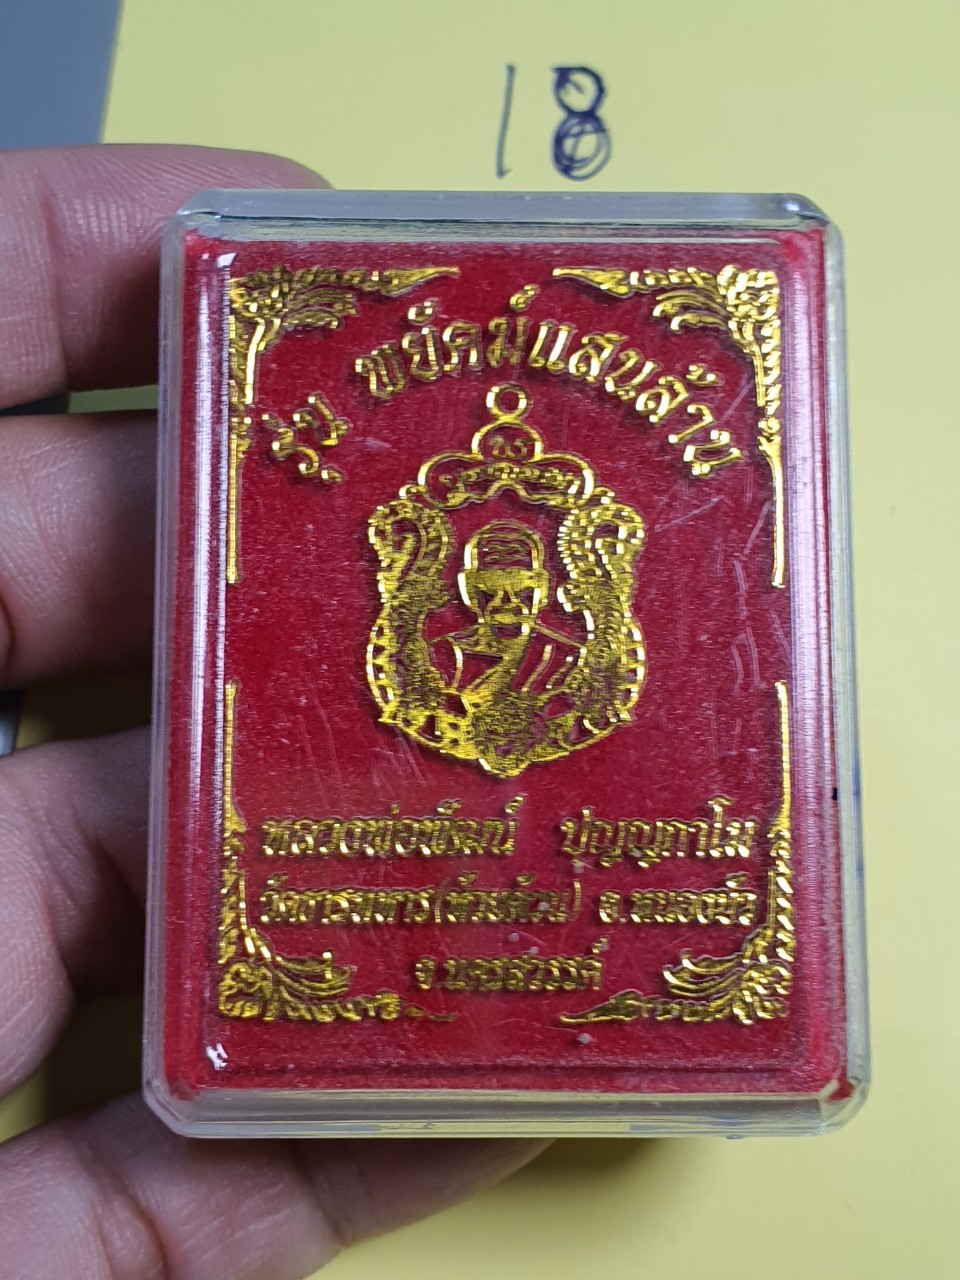 18
รุ่น พยัคฆ์แสนล้าน
หลวงพ่อพัฒน์ ปุญญกาโม
วัดธารทหาร(ห้วยด้วน) อ.หนองบัว
จ.นครสวรรค์